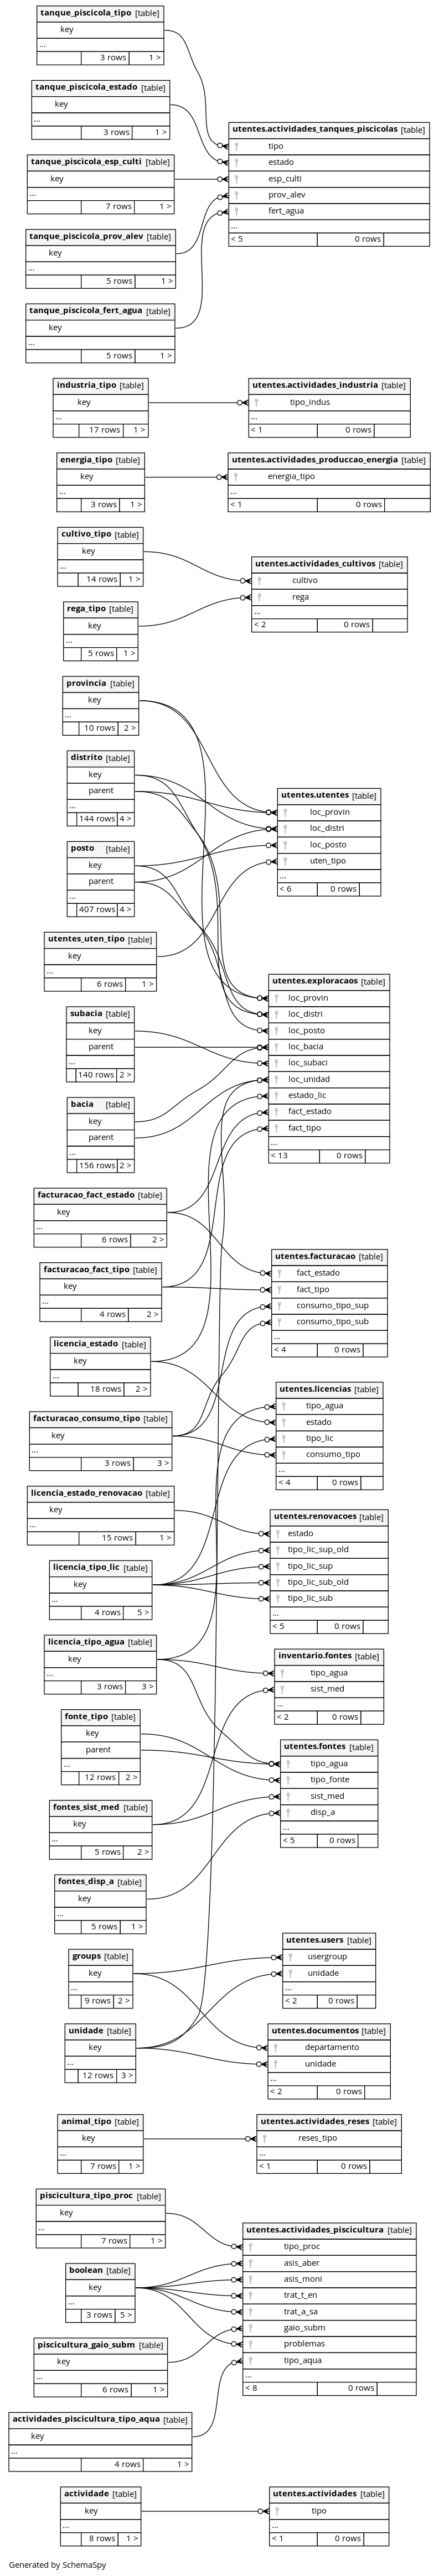 tanque_piscicola_tipo [table]
key
...
3 rows 1 >
tanque_piscicola_estado [table]
key
...
3 rows 1 >
tanque_piscicola_esp_culti [table]
key
...
7 rows 1 >
tanque_piscicola_prov_alev [table]
key
...
5 rows 1 >
tanque_piscicola_fert_agua [table]
key
...
5 rows 1 >
utentes.actividades_tanques_piscicolas [table]
tipo
estado
esp_culti
prov_alev
fert_agua
...
< 5 0 rows
industria_tipo [table]
key
...
17 rows 1 >
utentes.actividades_industria [table]
tipo_indus
...
< 1 0 rows
energia_tipo [table]
key
...
3 rows 1 >
utentes.actividades_produccao_energia [table]
energia_tipo
...
< 1 0 rows
cultivo_tipo [table]
key
...
14 rows 1 >
rega_tipo [table]
key
...
5 rows 1 >
utentes.actividades_cultivos [table]
cultivo
rega
...
< 2 0 rows
provincia [table]
key
...
10 rows 2 >
distrito [table]
key
parent
...
144 rows 4 >
posto [table]
key
parent
...
407 rows 4 >
utentes.utentes [table]
loc_provin
loc_distri
loc_posto
uten_tipo
...
< 6 0 rows
utentes_uten_tipo [table]
key
...
6 rows 1 >
subacia [table]
key
parent
...
140 rows 2 >
bacia [table]
key
parent
...
156 rows 2 >
utentes.exploracaos [table]
loc_provin
loc_distri
loc_posto
loc_bacia
loc_subaci
loc_unidad
estado_lic
fact_estado
fact_tipo
...
< 13 0 rows
facturacao_fact_estado [table]
key
...
6 rows 2 >
facturacao_fact_tipo [table]
key
...
4 rows 2 >
utentes.facturacao [table]
fact_estado
fact_tipo
consumo_tipo_sup
consumo_tipo_sub
...
< 4 0 rows
licencia_estado [table]
key
...
18 rows 2 >
facturacao_consumo_tipo [table]
key
...
3 rows 3 >
utentes.licencias [table]
tipo_agua
estado
tipo_lic
consumo_tipo
...
< 4 0 rows
licencia_estado_renovacao [table]
key
...
15 rows 1 >
licencia_tipo_lic [table]
key
...
4 rows 5 >
utentes.renovacoes [table]
estado
tipo_lic_sup_old
tipo_lic_sup
tipo_lic_sub_old
tipo_lic_sub
...
< 5 0 rows
licencia_tipo_agua [table]
key
...
3 rows 3 >
inventario.fontes [table]
tipo_agua
sist_med
...
< 2 0 rows
fonte_tipo [table]
key
parent
...
12 rows 2 >
fontes_sist_med [table]
key
...
5 rows 2 >
utentes.fontes [table]
tipo_agua
tipo_fonte
sist_med
disp_a
...
< 5 0 rows
fontes_disp_a [table]
key
...
5 rows 1 >
groups [table]
key
...
9 rows 2 >
utentes.users [table]
usergroup
unidade
...
< 2 0 rows
unidade [table]
key
...
12 rows 3 >
utentes.documentos [table]
departamento
unidade
...
< 2 0 rows
animal_tipo [table]
key
...
7 rows 1 >
utentes.actividades_reses [table]
reses_tipo
...
< 1 0 rows
piscicultura_tipo_proc [table]
key
...
7 rows 1 >
boolean [table]
key
...
3 rows 5 >
piscicultura_gaio_subm [table]
key
...
6 rows 1 >
actividades_piscicultura_tipo_aqua [table]
key
...
4 rows 1 >
utentes.actividades_piscicultura [table]
tipo_proc
asis_aber
asis_moni
trat_t_en
trat_a_sa
gaio_subm
problemas
tipo_aqua
...
< 8 0 rows
actividade [table]
key
...
8 rows 1 >
utentes.actividades [table]
tipo
...
< 1 0 rows
Generated by SchemaSpy